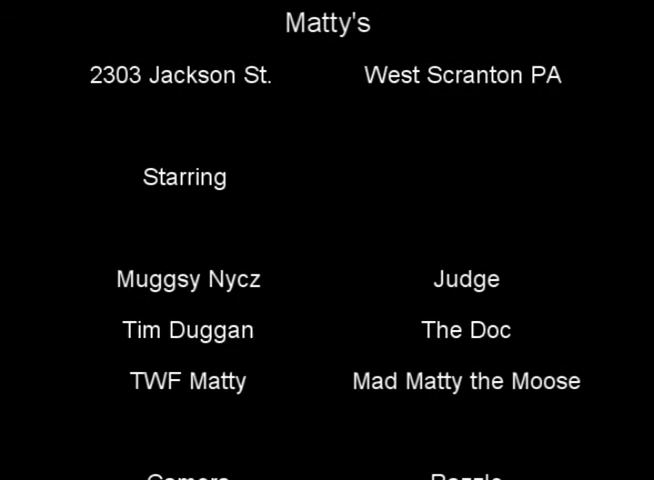 Matty's
2303 Jackson St. West Scranton PA
Starring
Muggsy Nycz Judge
Tim Duggan The Doc
TWF Matty Mad Matty the Moose
Camera